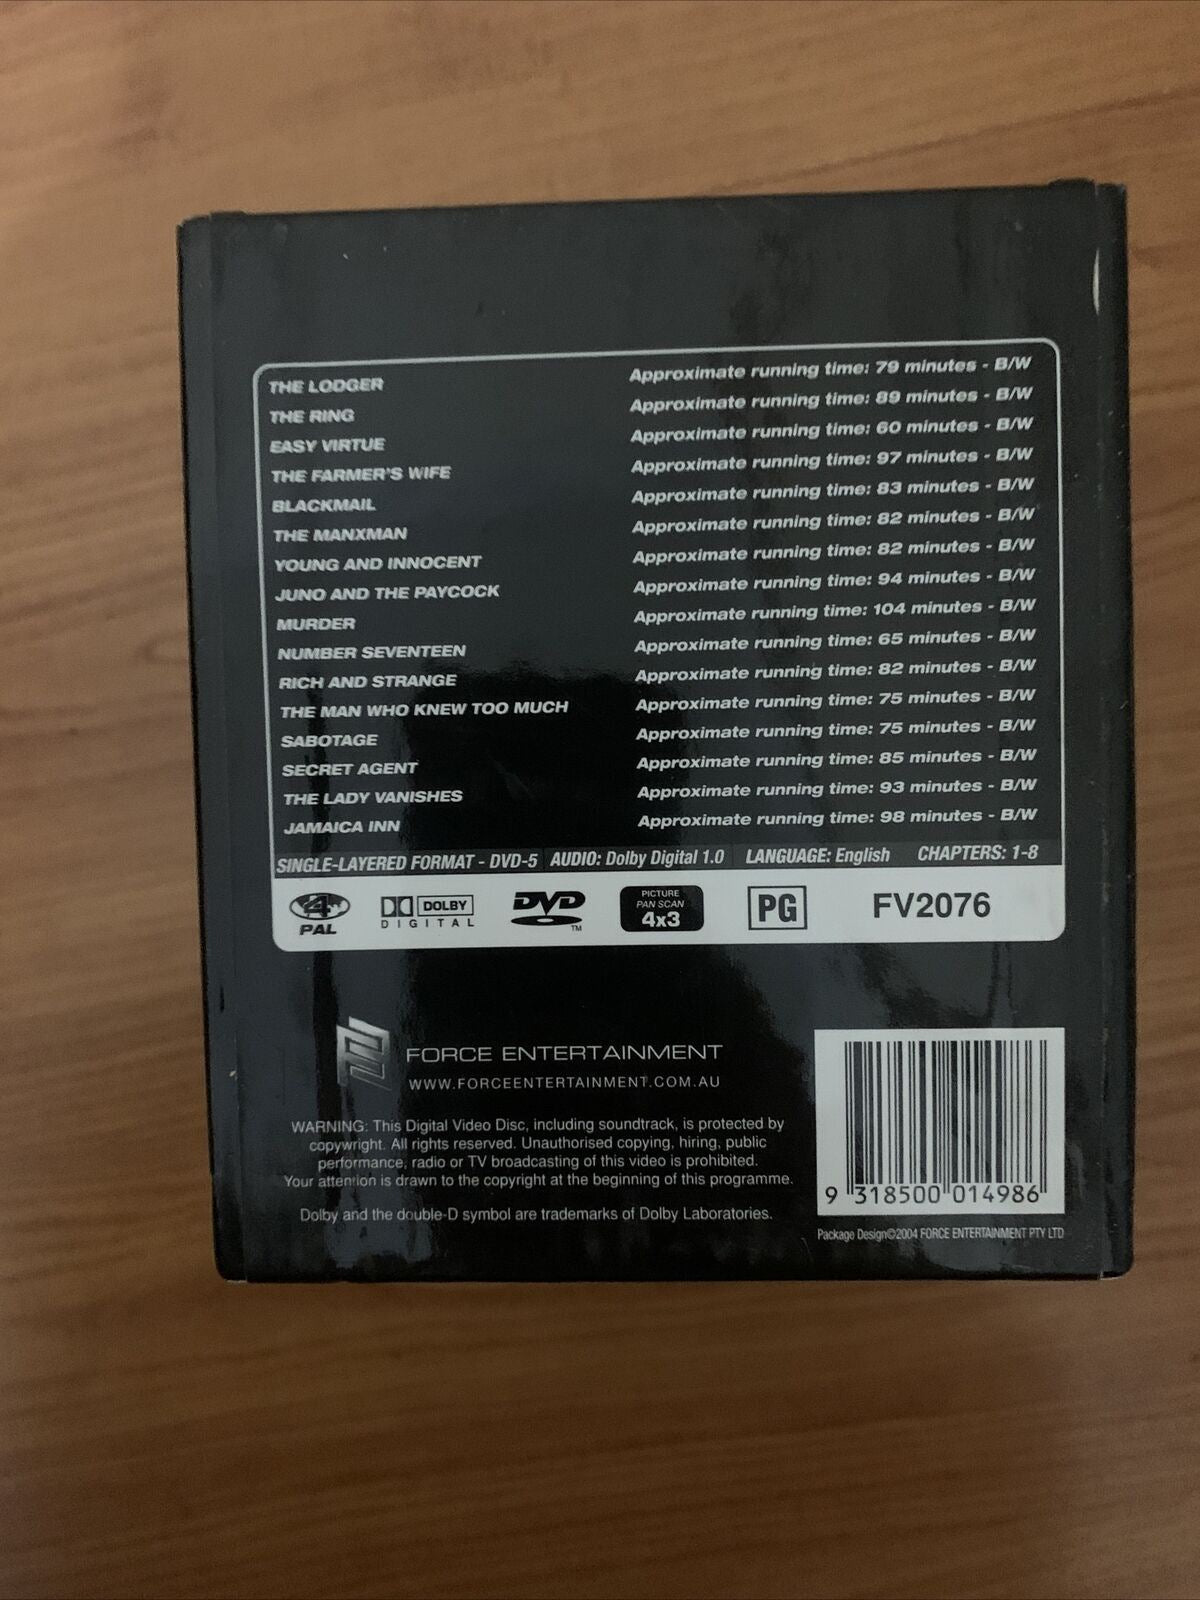 THE LODGER Approximate running time: 79 minutes - B/W
THE RING Approximate running time: 89 minutes - B/W
EASY VIRTUE Approximate running time: 60 minutes - B/W
THE FARMER'S WIFE Approximate running time: 97 minutes - B/W
BLACKMAIL Approximate running time: 83 minutes - B/W
THE MANXMAN Approximate running time: 82 minutes - B/W
YOUNG AND INNOCENT Approximate running time: 82 minutes - B/W
JUNO AND THE PAYCOCK Approximate running time: 94 minutes - B/W
MURDER Approximate running time: 104 minutes - B/W
NUMBER SEVENTEEN Approximate running time: 65 minutes - B/W
RICH AND STRANGE Approximate running time: 82 minutes - B/W
THE MAN WHO KNEW TOO MUCH Approximate running time: 75 minutes - B/W
SABOTAGE Approximate running time: 75 minutes - B/W
SECRET AGENT Approximate running time: 85 minutes - B/W
THE LADY VANISHES Approximate running time: 93 minutes - B/W
JAMAICA INN Approximate running time: 98 minutes - B/W
SINGLE-LAYERED FORMAT - DVD-5 AUDIO: Dolby Digital 1.0 LANGUAGE: English CHAPTERS: 1-8
4
PAL
DOLBY
DIGITAL
DVD
TM
PICTURE
PAN SCAN
4x3
PG
FV2076
FORCE ENTERTAINMENT
WWW.FORCEENTERTAINMENT.COM.AU
WARNING: This Digital Video Disc, including soundtrack, is protected by
copywright. All rights reserved. Unauthorised copying, hiring, public
performance, radio or TV broadcasting of this video is prohibited.
Your attention is drawn to the copyright at the beginning of this programme.
Dolby and the double-D symbol are trademarks of Dolby Laboratories.
9 318500 014986
Package Design©2004 FORCE ENTERTAINMENT PTY LTD